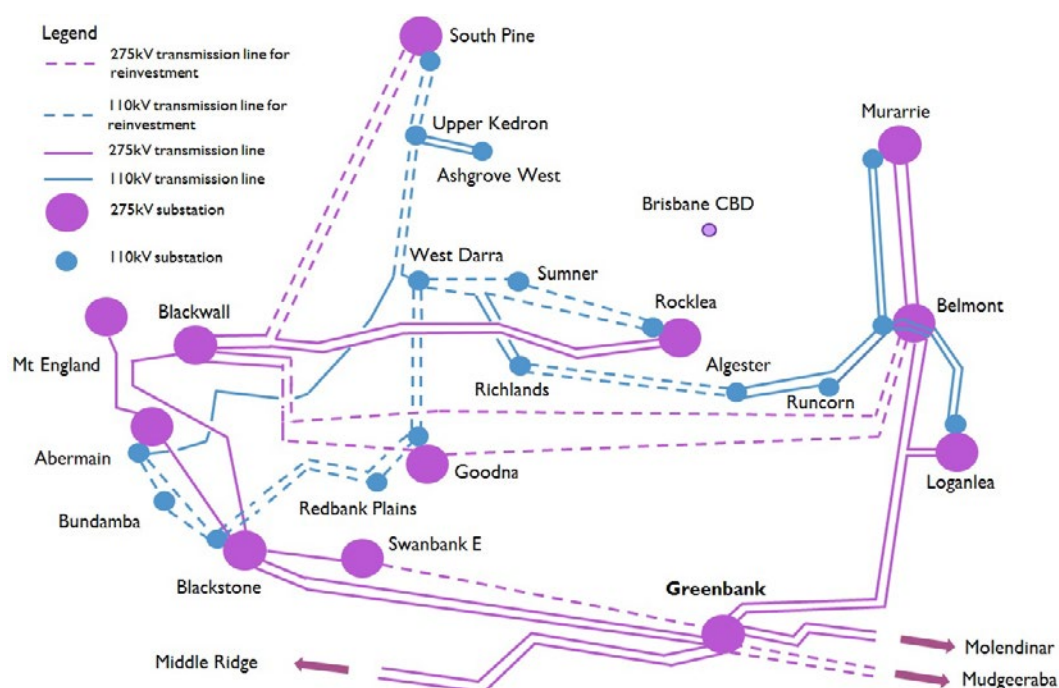 Legend
275kV transmission line for
reinvestment
110kV transmission line for
reinvestment
275kV transmission line
110kV transmission line
275kV substation
110kV substation
South Pine
Upper Kedron
Ashgrove West
Murarrie
Brisbane CBD
West Darra
Sumner
Rocklea
Belmont
Blackwall
Mt England
Richlands
Algester
Runcorn
Abermain
Goodna
Loganlea
Bundamba
Redbank Plains
Swanbank E
Blackstone
Greenbank
Middle Ridge
Molendinar
Mudgeeraba